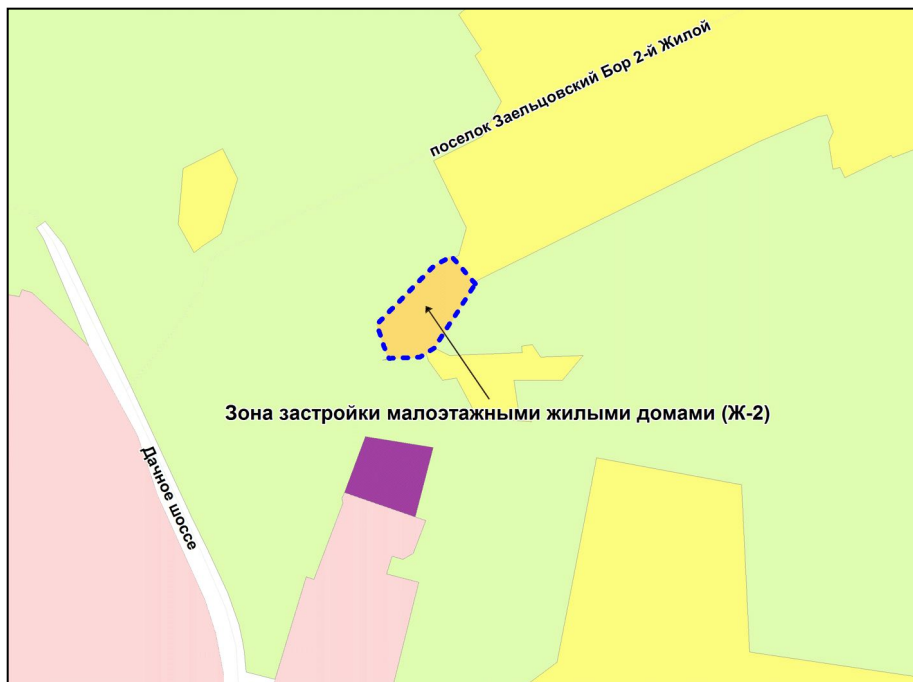 поселок Заельцовский Бор 2-й Жилой
Зона застройки малоэтажными жилыми домами (Ж-2)
Дачное шоссе